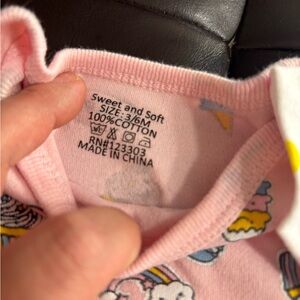 Sweet and Soft
SIZE: 3/6M
100%COTTON
RN#123303
MADE IN CHINA